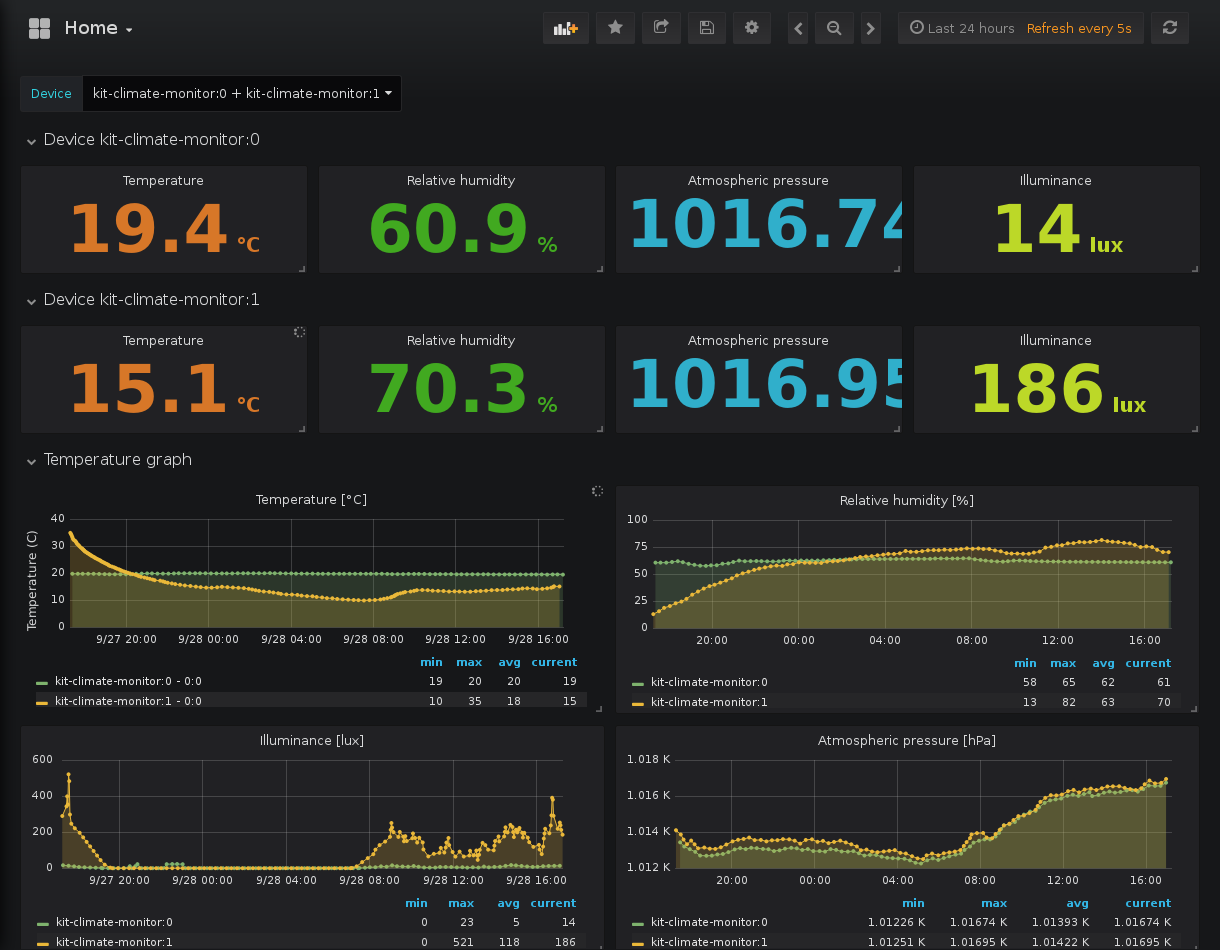 Home
Last 24 hours Refresh every 5s
Device kit-climate-monitor:0 + kit-climate-monitor:1
Device kit-climate-monitor:0
Temperature Relative humidity Atmospheric pressure Illuminance
19.4 °C 60.9 % 1016.74 14 lux
Device kit-climate-monitor:1
Temperature Relative humidity Atmospheric pressure Illuminance
15.1 °C 70.3 % 1016.95 186 lux
Temperature graph
Temperature [°C]
Temperature (C)
40
30
20
10
0
9/27 20:00 9/28 00:00 9/28 04:00 9/28 08:00 9/28 12:00 9/28 16:00
min max avg current
kit-climate-monitor:0 - 0:0 19 20 20 19
kit-climate-monitor:1 - 0:0 10 35 18 15
Relative humidity [%]
100
75
50
25
0
20:00 00:00 04:00 08:00 12:00 16:00
min max avg current
kit-climate-monitor:0 58 65 62 61
kit-climate-monitor:1 13 82 63 70
Illuminance [lux]
600
400
200
0
9/27 20:00 9/28 00:00 9/28 04:00 9/28 08:00 9/28 12:00 9/28 16:00
min max avg current
kit-climate-monitor:0 0 23 5 14
kit-climate-monitor:1 0 521 118 186
Atmospheric pressure [hPa]
1.018 K
1.016 K
1.014 K
1.012 K
20:00 00:00 04:00 08:00 12:00 16:00
min max avg current
kit-climate-monitor:0 1.01226 K 1.01674 K 1.01393 K 1.01674 K
kit-climate-monitor:1 1.01251 K 1.01695 K 1.01422 K 1.01695 K